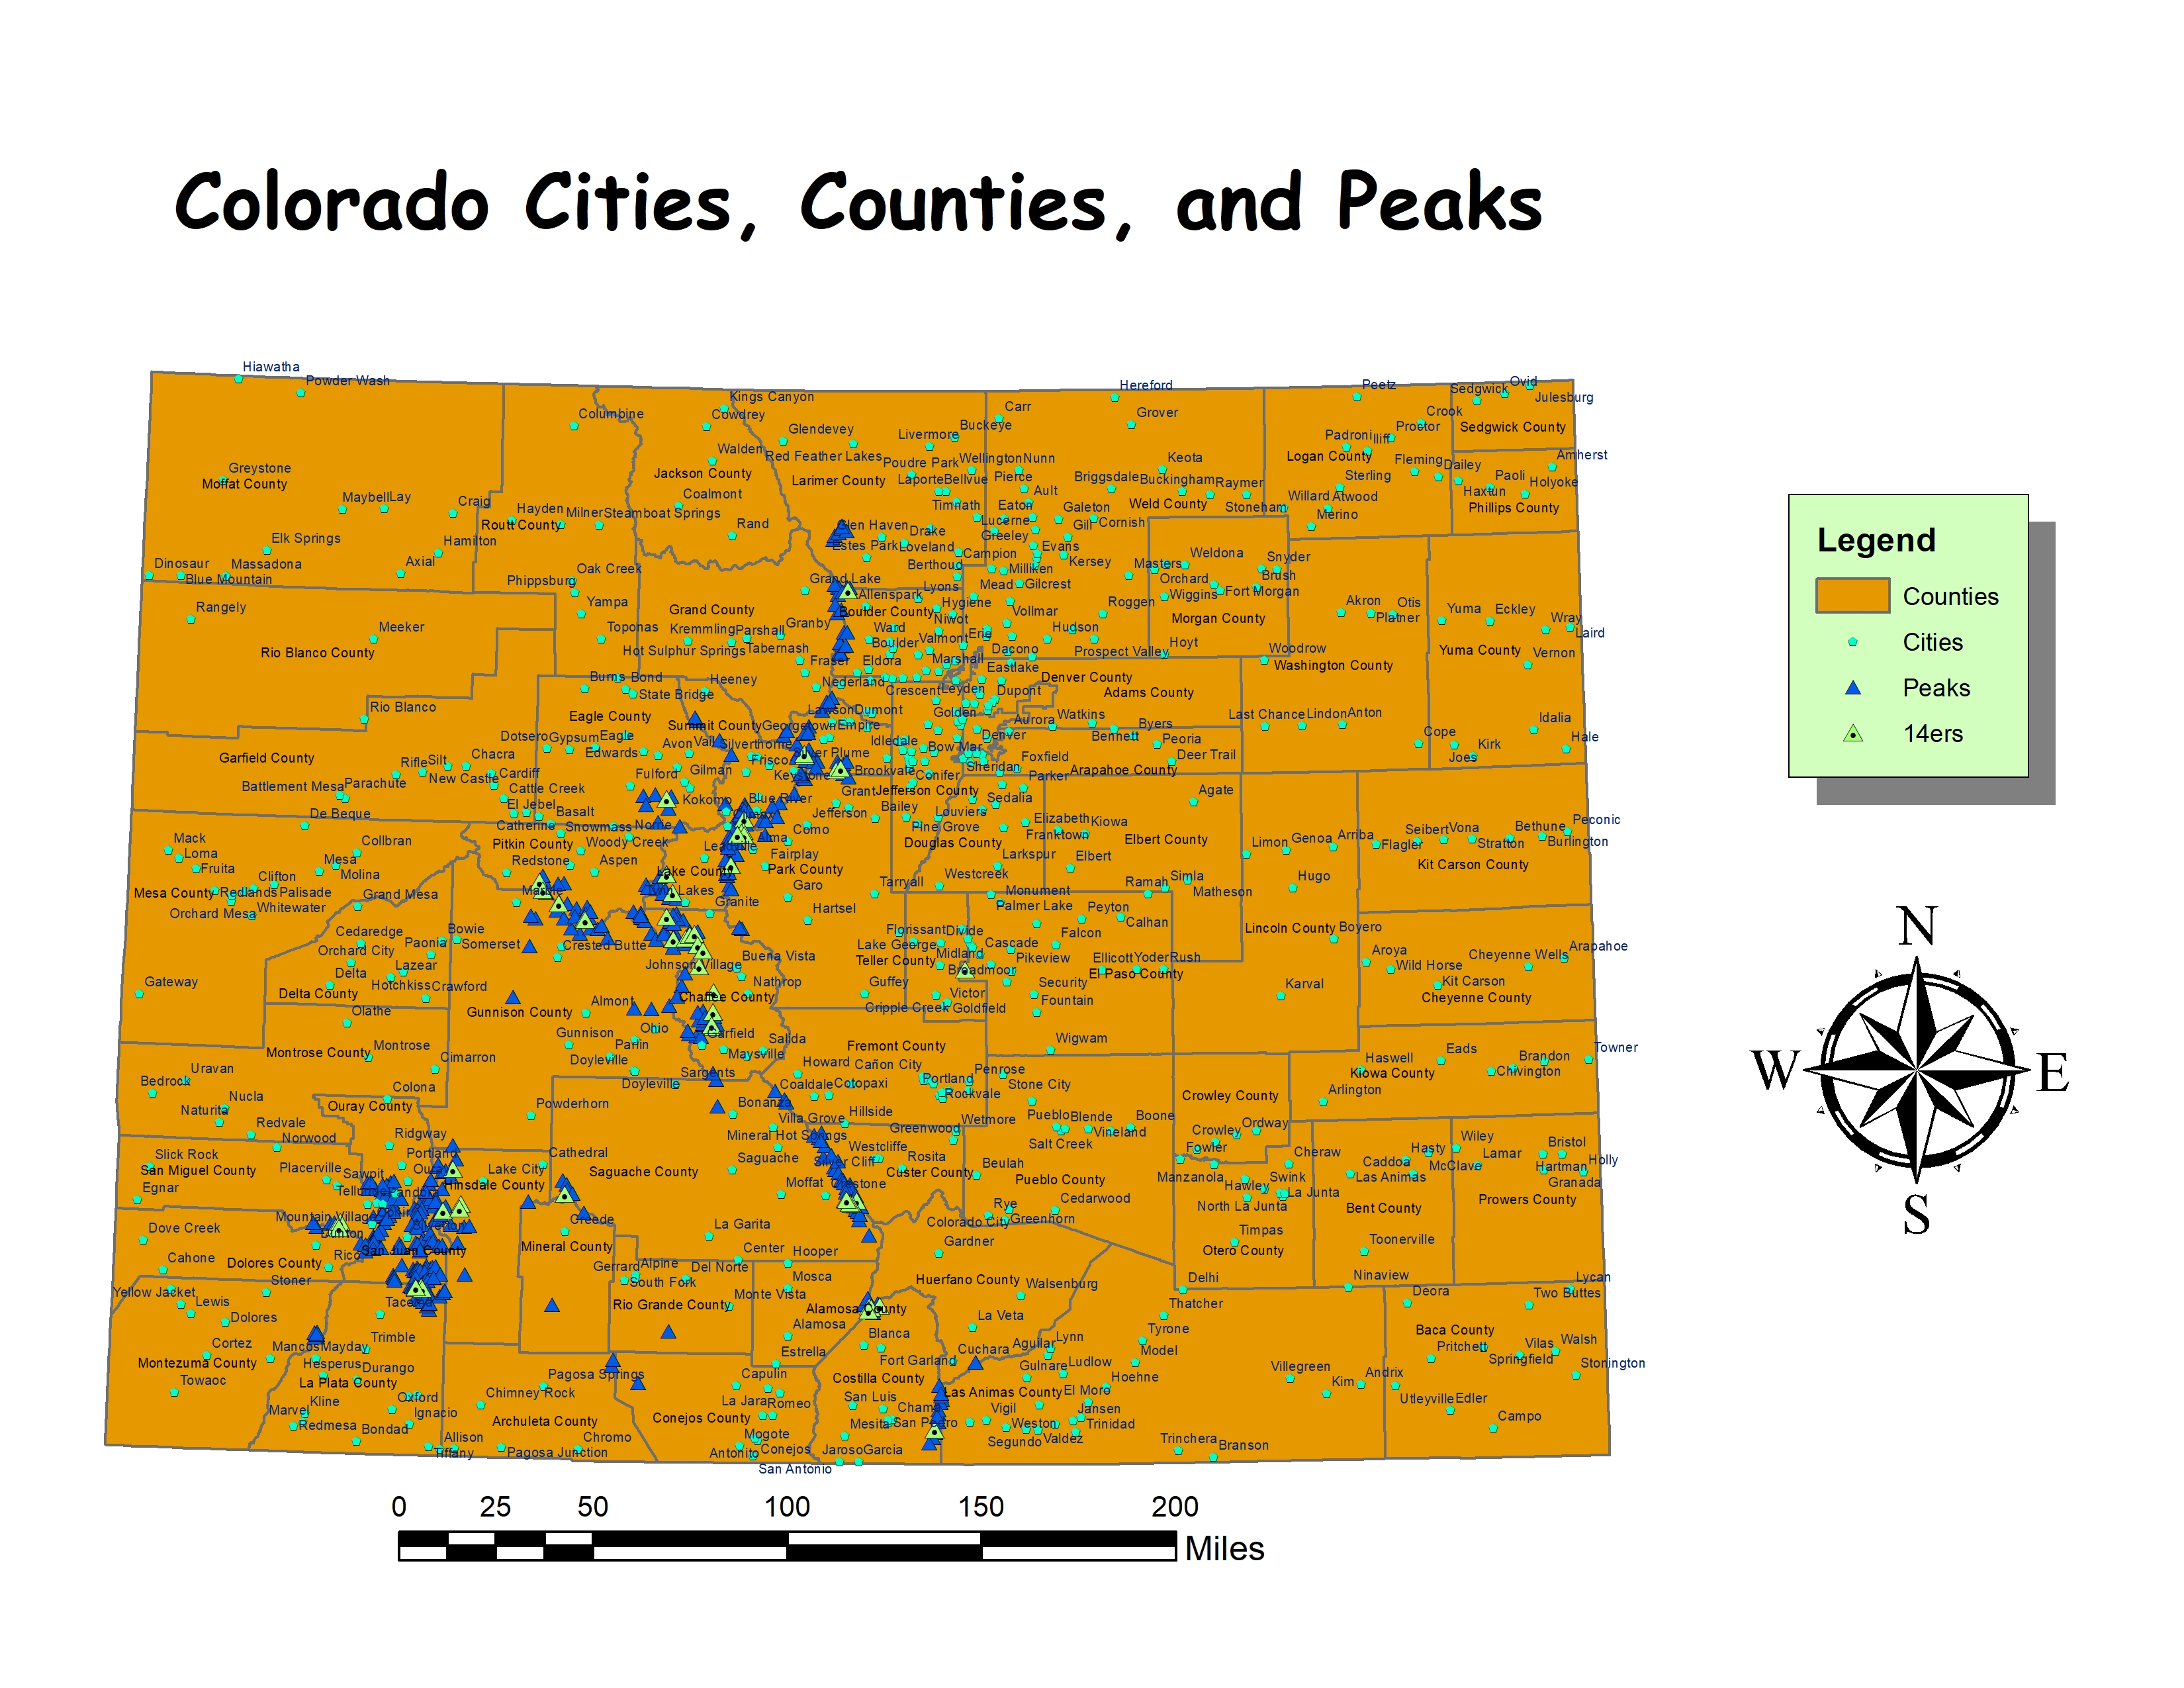 Colorado Cities, Counties, and Peaks
Hiawatha
Powder Wash
Columbine
Kings Canyon
Cowdrey
Hereford
Grover
Peetz
Sedgwick
Ovid
Julesburg
Carr
Buckeye
Livermore
Glendevey
Crook
Proctor
Sedgwick County
Padroni
Iliff
Walden
Red Feather Lakes
Greystone
Moffat County
Jackson County
Larimer County
Poudre Park
Wellington
Nunn
Keota
Logan County
Fleming
Dailey
Amherst
Laporte
Bellvue
Pierce
Briggsdale
Buckingham
Raymer
Sterling
Paoli
Holyoke
Haxtun
Maybell
Lay
Craig
Coalmont
Ault
Willard
Atwood
Phillips County
Hayden
Milner
Steamboat Springs
Timnath
Eaton
Galeton
Weld County
Stoneham
Merino
Routt County
Rand
Glen Haven
Drake
Lucerne
Greeley
Gill
Cornish
Elk Springs
Hamilton
Estes Park
Loveland
Campion
Evans
Kersey
Weldona
Snyder
Dinosaur
Massadona
Axial
Oak Creek
Berthoud
Milliken
Masters
Orchard
Brush
Blue Mountain
Phippsburg
Grand Lake
Allenspark
Lyons
Mead
Gilcrest
Wiggins
Fort Morgan
Rangely
Yampa
Grand County
Boulder County
Hygiene
Vollmar
Roggen
Morgan County
Akron
Otis
Platner
Yuma
Eckley
Wray
Laird
Meeker
Toponas
Kremmling
Parshall
Granby
Ward
Niwot
Erie
Hudson
Hoyt
Rio Blanco County
Hot Sulphur Springs
Tabernash
Boulder
Valmont
Dacono
Prospect Valley
Woodrow
Washington County
Yuma County
Vernon
Fraser
Eldora
Marshall
Eastlake
Burns
Bond
State Bridge
Heeney
Nederland
Crescent
Leyden
Dupont
Denver County
Adams County
Rio Blanco
Eagle County
Summit County
Georgetown
Lawson
Dumont
Empire
Golden
Aurora
Watkins
Byers
Last Chance
Lindon
Anton
Idalia
Dotsero
Gypsum
Eagle
Edwards
Avon
Vail
Silverthorne
Idledale
Bow Mar
Denver
Bennett
Peoria
Deer Trail
Cope
Kirk
Joes
Hale
Garfield County
Rifle
Silt
Chacra
New Castle
Cardiff
Fulford
Gilman
Frisco
Keystone
Brookvale
Conifer
Sheridan
Foxfield
Parker
Arapahoe County
Battlement Mesa
Parachute
Cattle Creek
Kokomo
Blue River
Grant
Jefferson County
Sedalia
Agate
De Beque
El Jebel
Basalt
Jefferson
Bailey
Louviers
Elizabeth
Kiowa
Catherine
Snowmass
Norrie
Alma
Como
Pine Grove
Franktown
Elbert County
Mack
Loma
Fruita
Collbran
Pitkin County
Woody Creek
Leadville
Fairplay
Douglas County
Larkspur
Limon
Genoa
Arriba
Flagler
Seibert
Vona
Stratton
Bethune
Peconic
Burlington
Kit Carson County
Mesa
Molina
Redstone
Aspen
Lake County
Park County
Westcreek
Elbert
Clifton
Mesa County
Redlands
Palisade
Grand Mesa
Marble
Twin Lakes
Garo
Tarryall
Monument
Ramah
Simla
Matheson
Hugo
Orchard Mesa
Whitewater
Granite
Hartsel
Palmer Lake
Peyton
Calhan
Cedaredge
Orchard City
Paonia
Bowie
Somerset
Crested Butte
Florissant
Divide
Falcon
Lincoln County
Boyero
Lake George
Midland
Cascade
Gateway
Delta
Lazear
Hotchkiss
Crawford
Johnson Village
Buena Vista
Teller County
Broadmoor
Pikeview
Ellicott
Yoder
Rush
El Paso County
Aroya
Wild Horse
Cheyenne Wells
Arapahoe
Delta County
Nathrop
Chaffee County
Guffey
Victor
Security
Karval
Kit Carson
Cheyenne County
Olathe
Gunnison County
Almont
Cripple Creek
Goldfield
Fountain
Montrose County
Montrose
Cimarron
Gunnison
Ohio
Parlin
Garfield
Salida
Fremont County
Wigwam
Uravan
Doyleville
Maysville
Howard
Cañon City
Haswell
Eads
Brandon
Towner
Bedrock
Nucla
Colona
Doyleville
Sargents
Coaldale
Cotopaxi
Portland
Penrose
Rockvale
Stone City
Kiowa County
Chivington
Arlington
Naturita
Redvale
Ouray County
Powderhorn
Bonanza
Villa Grove
Hillside
Wetmore
Pueblo
Blende
Boone
Crowley County
Norwood
Ridgway
Mineral Hot Springs
Greenwood
Salt Creek
Vineland
Crowley
Ordway
Slick Rock
San Miguel County
Placerville
Sawpit
Portland
Ouray
Cathedral
Saguache
Westcliffe
Silver Cliff
Rosita
Beulah
Fowler
Cheraw
Hasty
Wiley
Bristol
Egnar
Telluride
Lake City
Hinsdale County
Saguache County
Crestone
Custer County
Pueblo County
Manzanola
Swink
Caddoa
Las Animas
McClave
Lamar
Hartman
Holly
Granada
Moffat
Rye
Cedarwood
Hawley
La Junta
Prowers County
Dove Creek
Mountain Village
Dunton
Creede
La Garita
Colorado City
Greenhorn
North La Junta
Bent County
Cahone
Dolores County
Rico
San Juan County
Mineral County
Center
Hooper
Gardner
Timpas
Otero County
Toonerville
Stoner
Gerrard
Alpine
Del Norte
Mosca
Huerfano County
Walsenburg
Delhi
Ninaview
Lycan
Yellow Jacket
Lewis
Tacoma
South Fork
Rio Grande County
Monte Vista
Alamosa County
Thatcher
Deora
Two Buttes
Dolores
Alamosa
La Veta
Cortez
Mancos
Mayday
Trimble
Estrella
Blanca
Cuchara
Aguilar
Lynn
Tyrone
Model
Baca County
Pritchett
Vilas
Walsh
Montezuma County
Hesperus
Durango
Pagosa Springs
Fort Garland
Gulnare
Ludlow
Villegreen
Springfield
Stonington
Towaoc
La Plata County
Chimney Rock
Capulin
Costilla County
Las Animas County
El Moro
Hoehne
Kim
Andrix
Kline
Marvel
Oxford
La Jara
Romeo
San Luis
Chama
Vigil
Jansen
Utleyville
Edler
Redmesa
Ignacio
Archuleta County
Conejos County
Mesita
San Pedro
Weston
Trinidad
Campo
Bondad
Allison
Chromo
Mogote
Segundo
Valdez
Tiffany
Pagosa Junction
Antonito
Conejos
Jaroso
Garcia
Trinchera
Branson
San Antonio
Legend
Counties
Cities
Peaks
14ers
N
W
E
S
0 25 50 100 150 200
Miles